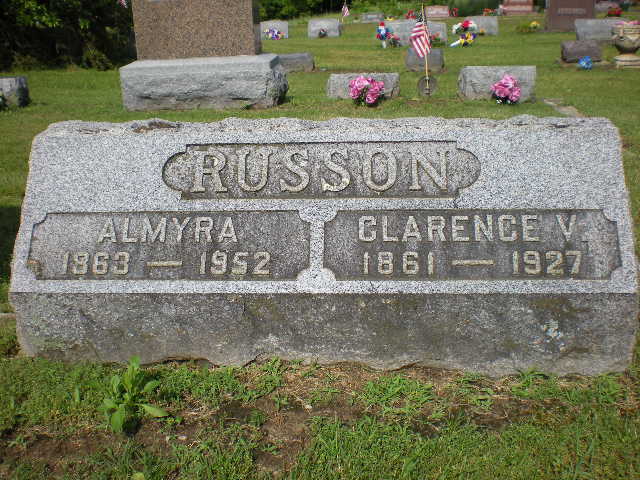 RUSSON
ALMYRA
1863 — 1952
CLARENCE V.
1861 — 1927